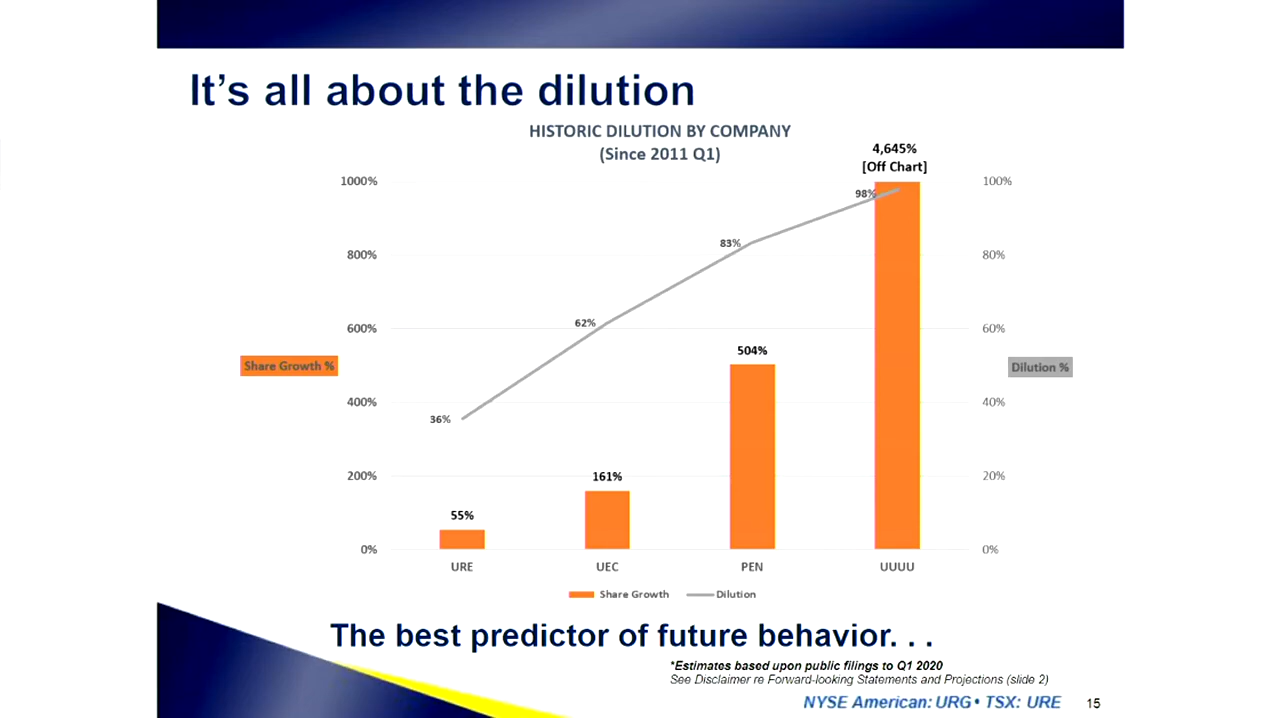 It's all about the dilution
HISTORIC DILUTION BY COMPANY
(Since 2011 Q1)
4,645%
[Off Chart]
1000%
100%
98%
83%
800%
80%
62%
600%
60%
504%
Share Growth %
Dilution %
400%
40%
36%
200%
20%
161%
55%
0%
0%
URE UEC PEN UUUU
Share Growth Dilution
The best predictor of future behavior. . .
*Estimates based upon public filings to Q1 2020
See Disclaimer re Forward-looking Statements and Projections (slide 2)
NYSE American: URG • TSX: URE 15